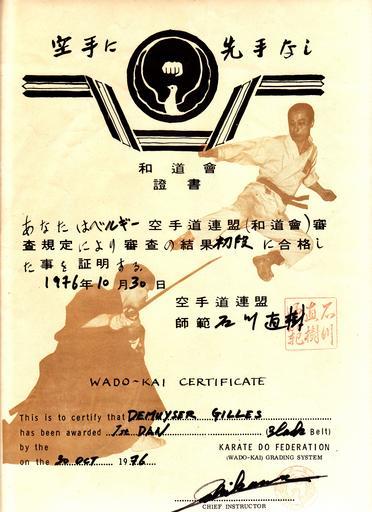 空手に先手なし
和道會
證書
あなたはベルギー空手道連盟(和道會)審
査規定により審査の結果初段に合格し
た事を証明する
1976年10月30日
空手道連盟
師範石川直樹
石川直樹
WADO-KAI CERTIFICATE
This is to certify that DEMUYSER GILLES
has been awarded 1st DAN Black Belt)
by the KARATE DO FEDERATION
(WADO-KAI) GRADING SYSTEM
on the 30 OCT 1976
CHIEF INSTRUCTOR